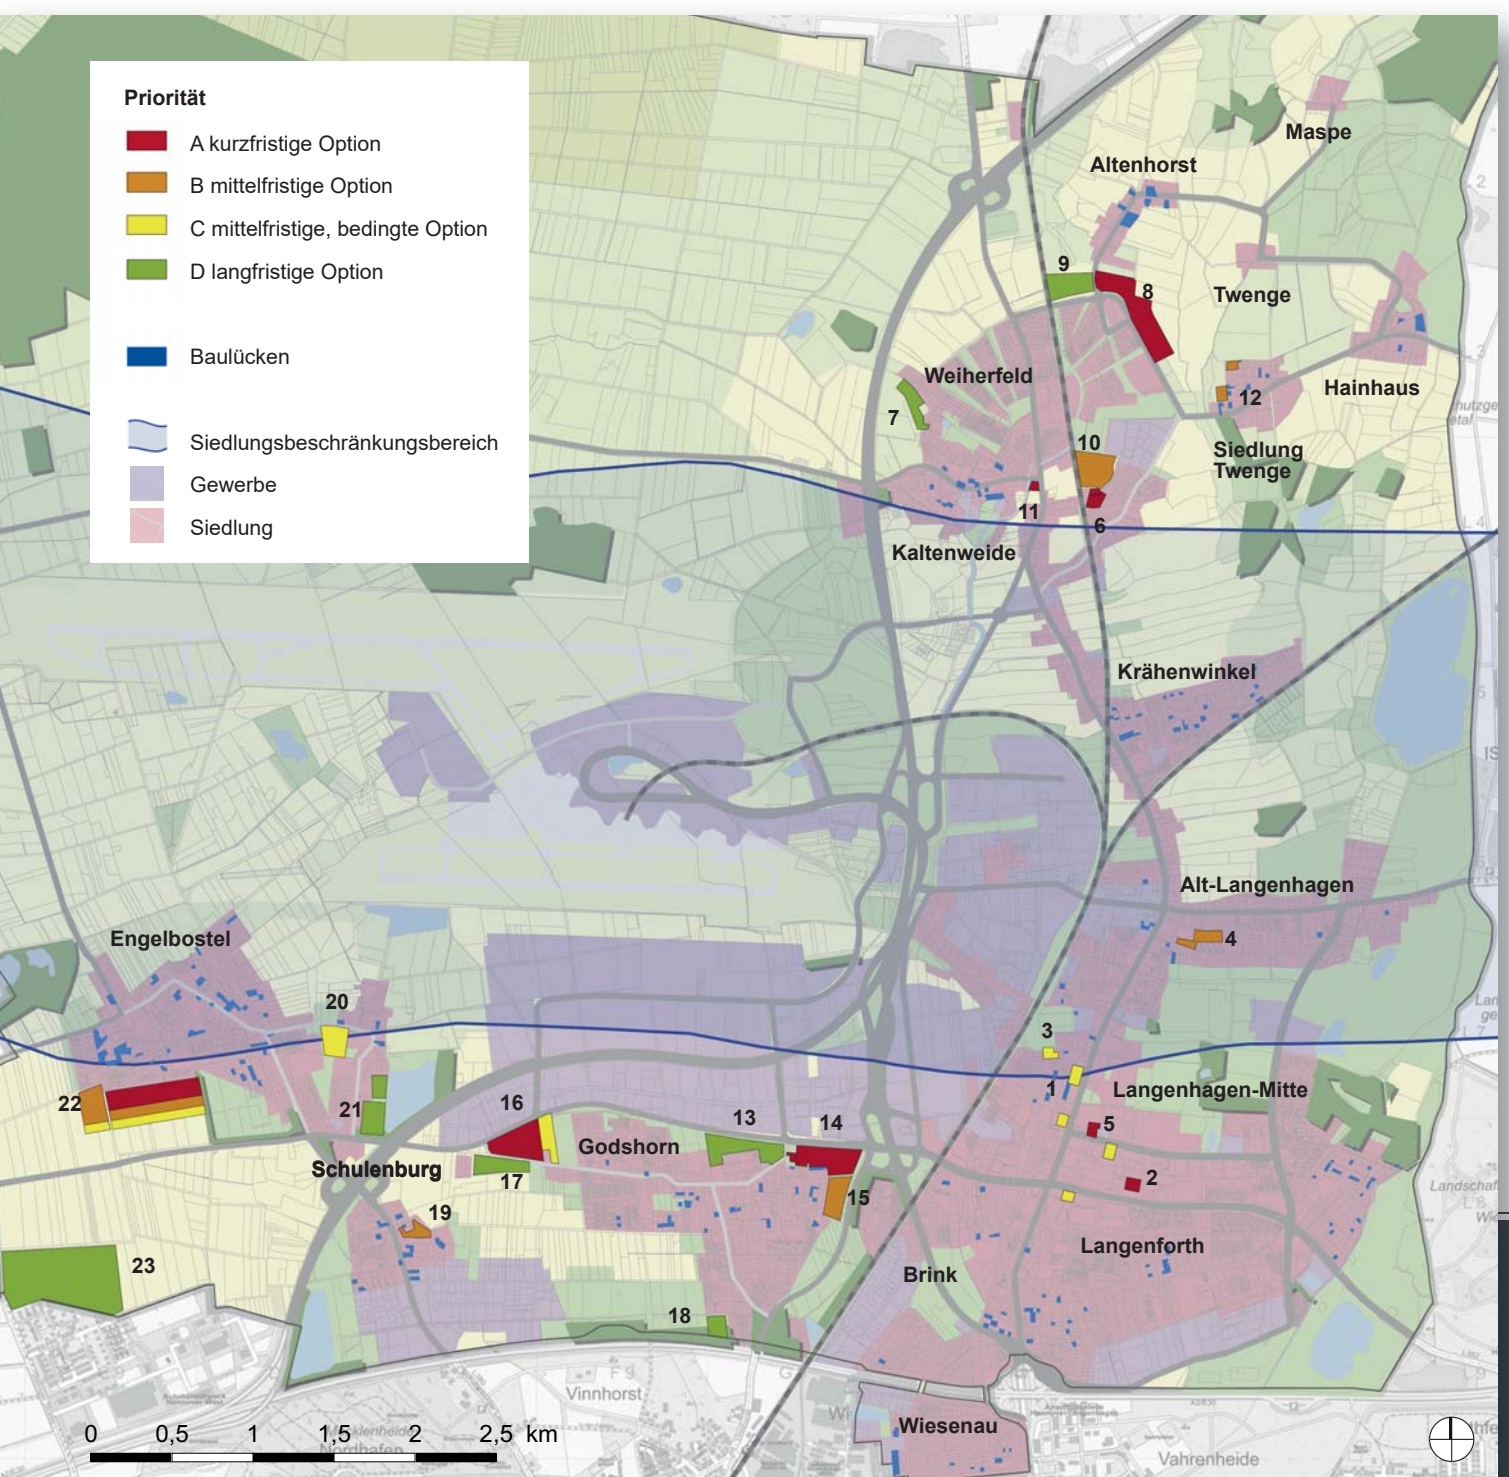 Priorität
A kurzfristige Option
B mittelfristige Option
C mittelfristige, bedingte Option
D langfristige Option
Baulücken
Siedlungsbeschränkungsbereich
Gewerbe
Siedlung
Maspe
Altenhorst
9
8
Twenge
Weiherfeld
7
12
Hainhaus
10
Siedlung
Twenge
11
6
Kaltenweide
Krähenwinkel
Alt-Langenhagen
4
Engelbostel
20
3
22
21
16
13
14
1
Langenhagen-Mitte
5
Godshorn
Schulenburg
17
15
2
19
23
Langenforth
Brink
18
Vinnhorst
Wiesenau
Nordhafen
Vahrenheide
0 0,5 1 1,5 2 2,5 km